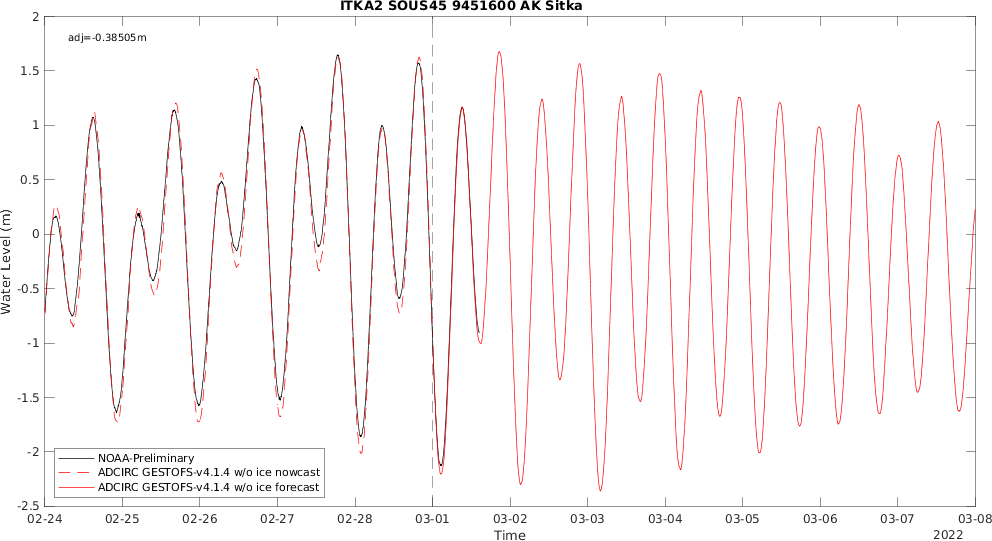 ITKA2 SOUS45 9451600 AK Sitka
adj=-0.38505m
2
1.5
1
0.5
0
-0.5
-1
-1.5
-2
-2.5
Water Level (m)
NOAA-Preliminary
ADCIRC GESTOFS-v4.1.4 w/o ice nowcast
ADCIRC GESTOFS-v4.1.4 w/o ice forecast
02-24 02-25 02-26 02-27 02-28 03-01 03-02 03-03 03-04 03-05 03-06 03-07 03-08
Time
2022